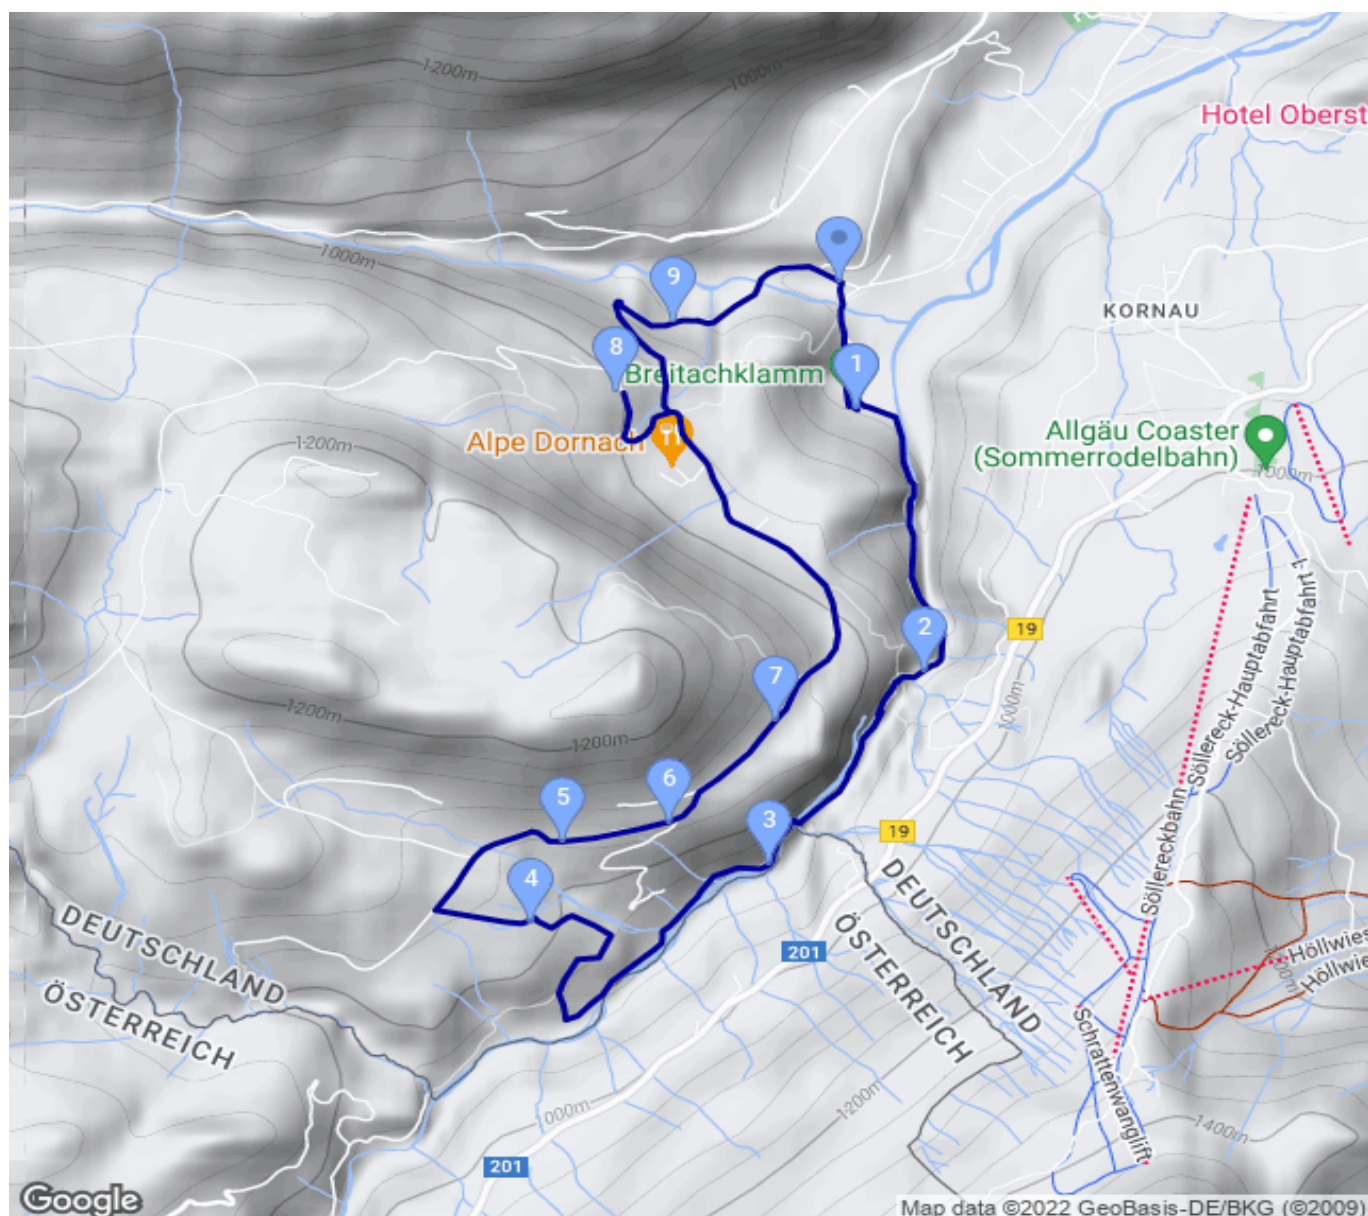 1200m
1000m
Hotel Oberst
1000m
9
KORNAU
8
Breitachklamm
1
Alpe Dornach
Allgäu Coaster
(Sommerrodelbahn)
1000m
1200m
2
19
1000m
7
1200m
1200m
Söllereck-Hauptabfahrt
Söllereck-Hauptabfahrt 1
6
5
3
19
4
Söllereckbahn
DEUTSCHLAND
ÖSTERREICH
DEUTSCHLAND
ÖSTERREICH
201
Höllwies
Höllwie
Schrattenwanglift
1000m
1200m
1400m
201
Google
Map data ©2022 GeoBasis-DE/BKG (©2009)